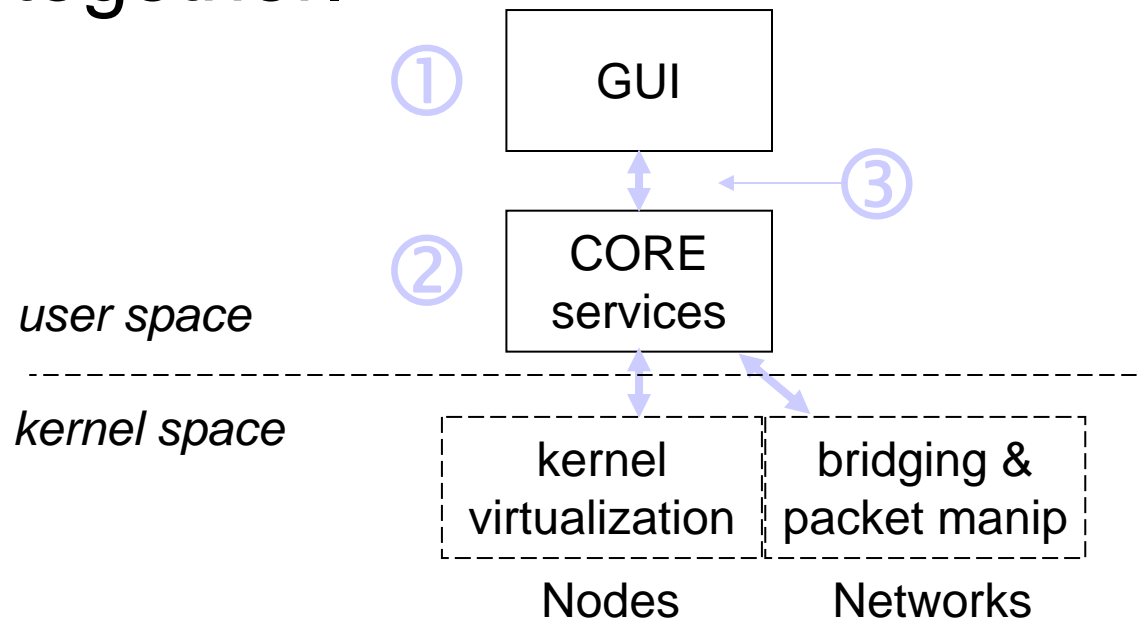 ① GUI
③
② CORE
services
user space
kernel space
kernel bridging &
virtualization packet manip
Nodes Networks